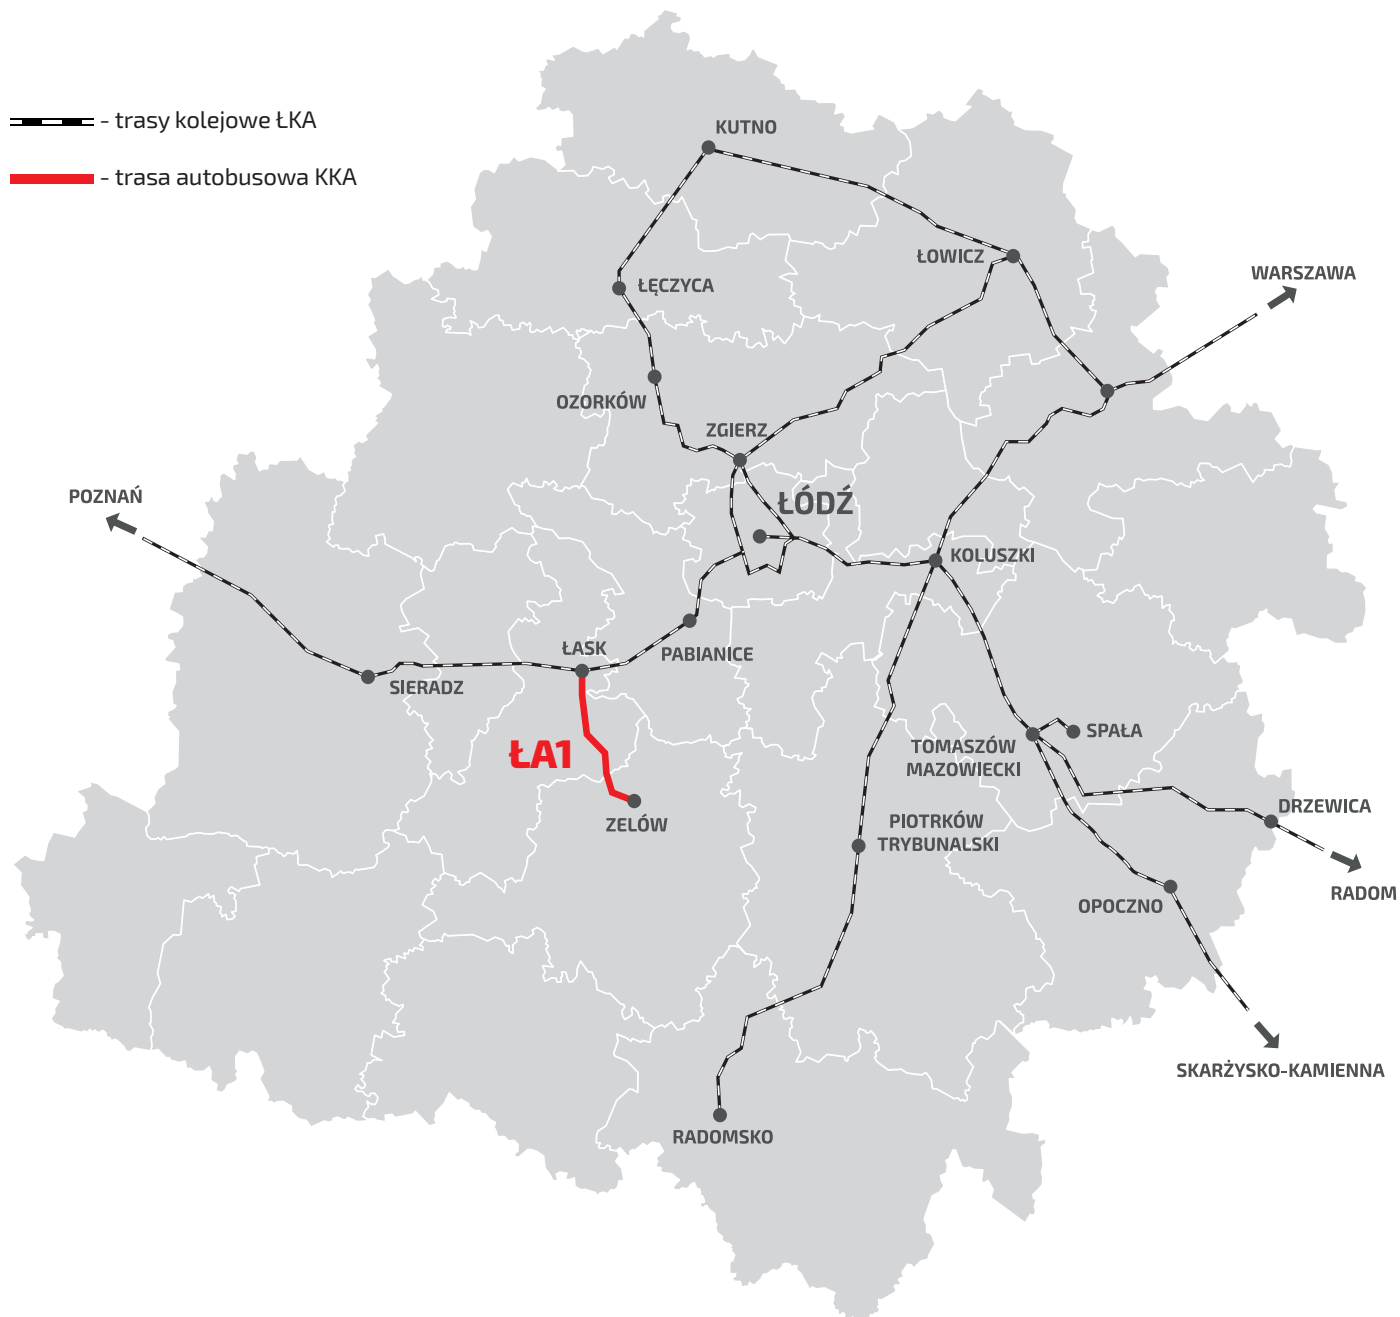 - trasy kolejowe ŁKA
- trasa autobusowa KKA
KUTNO
ŁOWICZ
WARSZAWA
ŁĘCZYCA
OZORKÓW
ZGIERZ
POZNAŃ
ŁÓDŹ
KOLUSZKI
ŁASK
PABIANICE
SIERADZ
ŁA1
SPAŁA
TOMASZÓW
MAZOWIECKI
DRZEWICA
ZELÓW
PIOTRKÓW
TRYBUNALSKI
RADOM
OPOCZNO
SKARŻYSKO-KAMIENNA
RADOMSKO